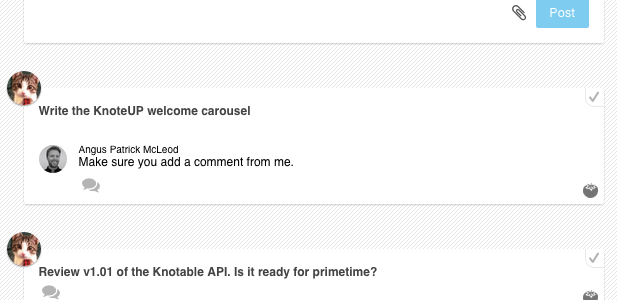 Post
Write the KnoteUP welcome carousel
Angus Patrick McLeod
Make sure you add a comment from me.
Review v1.01 of the Knotable API. Is it ready for primetime?